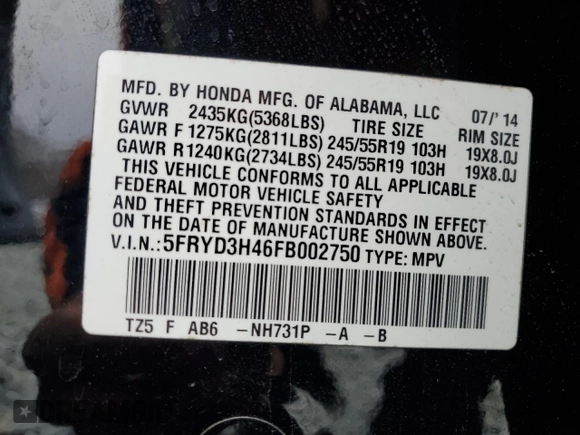 MFD. BY HONDA MFG. OF ALABAMA, LLC 07/'14
GVWR 2435KG(5368LBS) TIRE SIZE RIM SIZE
GAWR F 1275KG(2811LBS) 245/55R19 103H 19X8.0J
GAWR R 1240KG(2734LBS) 245/55R19 103H 19X8.0J
THIS VEHICLE CONFORMS TO ALL APPLICABLE
FEDERAL MOTOR VEHICLE SAFETY
AND THEFT PREVENTION STANDARDS IN EFFECT
ON THE DATE OF MANUFACTURE SHOWN ABOVE.
V.I.N.:5FRYD3H46FB002750 TYPE: MPV
TZ5 F AB6 -NH731P -A -B